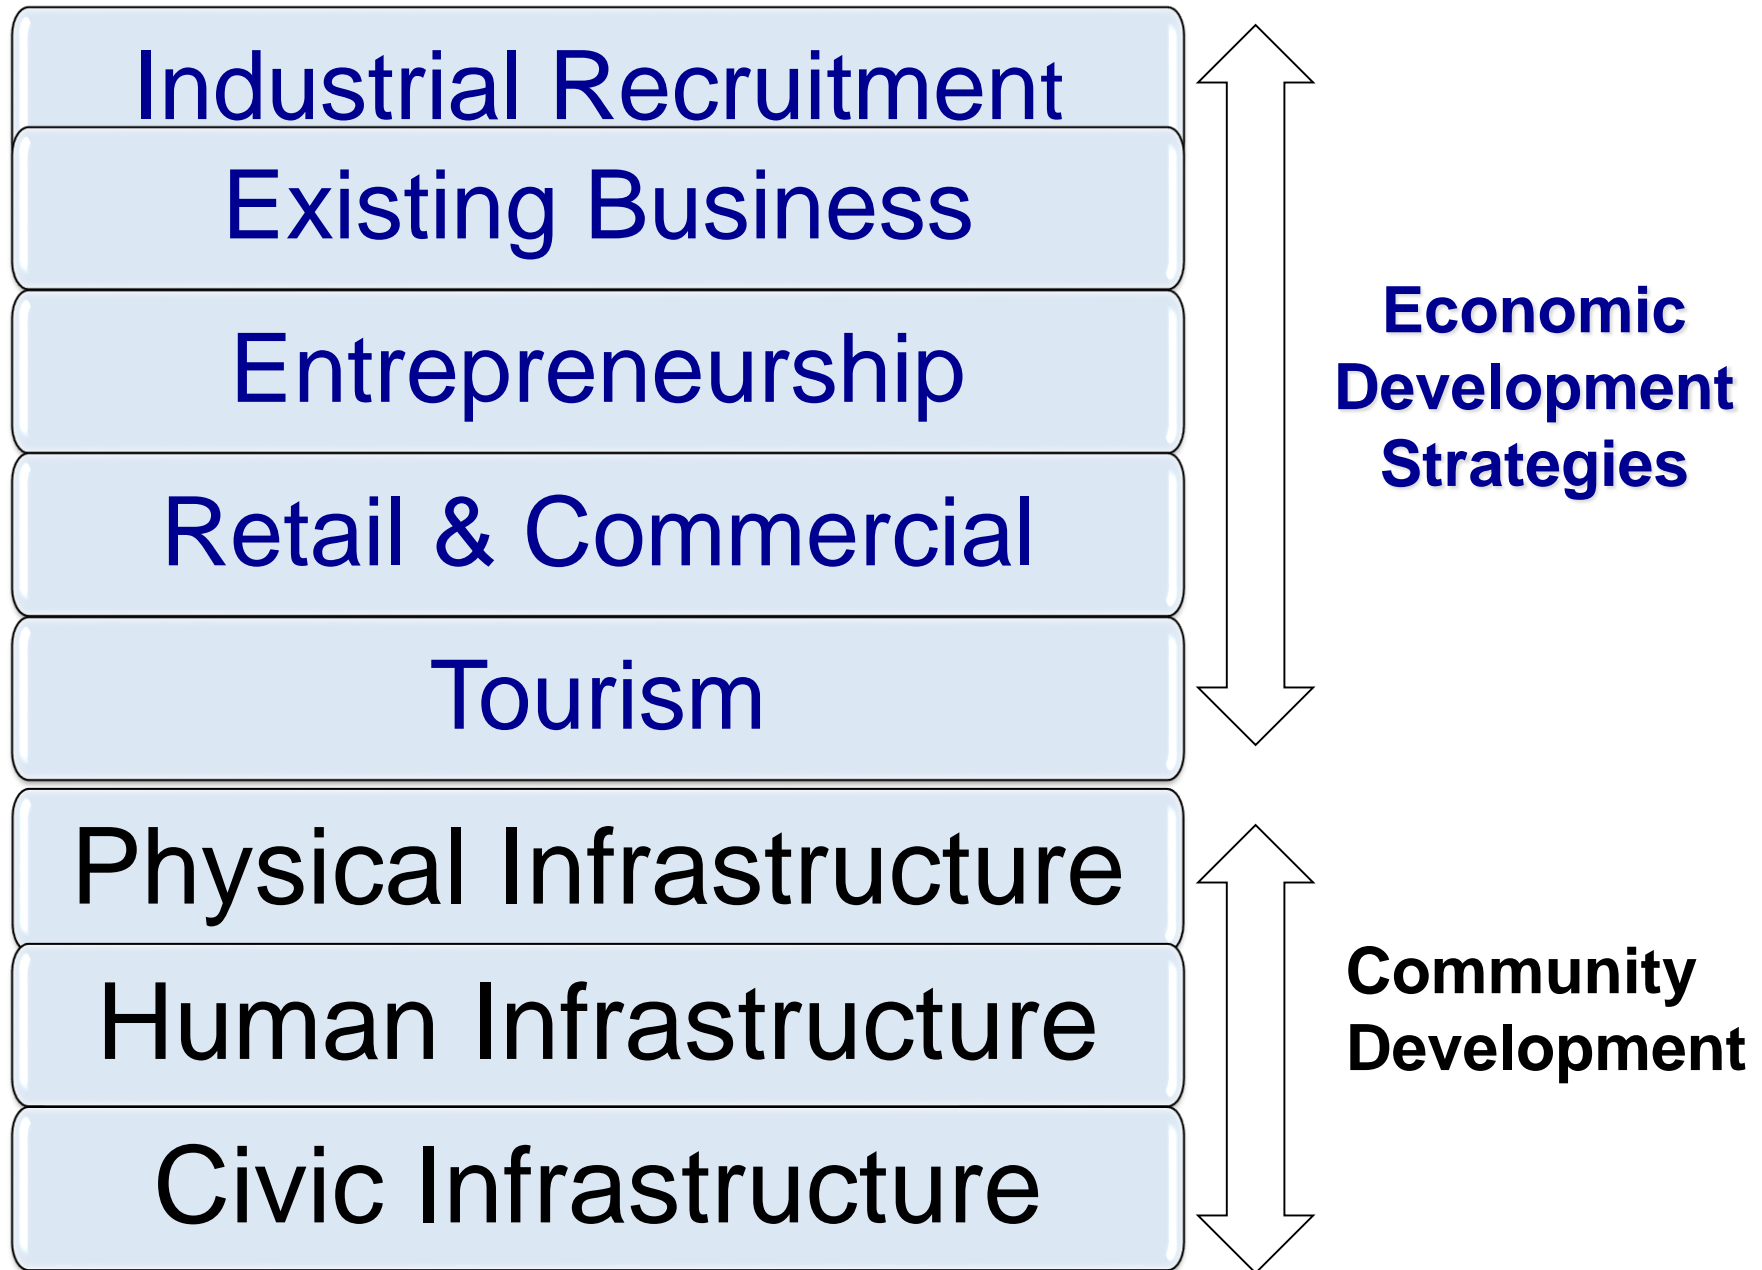 Industrial Recruitment
Existing Business
Entrepreneurship
Retail & Commercial
Tourism
Economic
Development
Strategies
Physical Infrastructure
Human Infrastructure
Civic Infrastructure
Community
Development